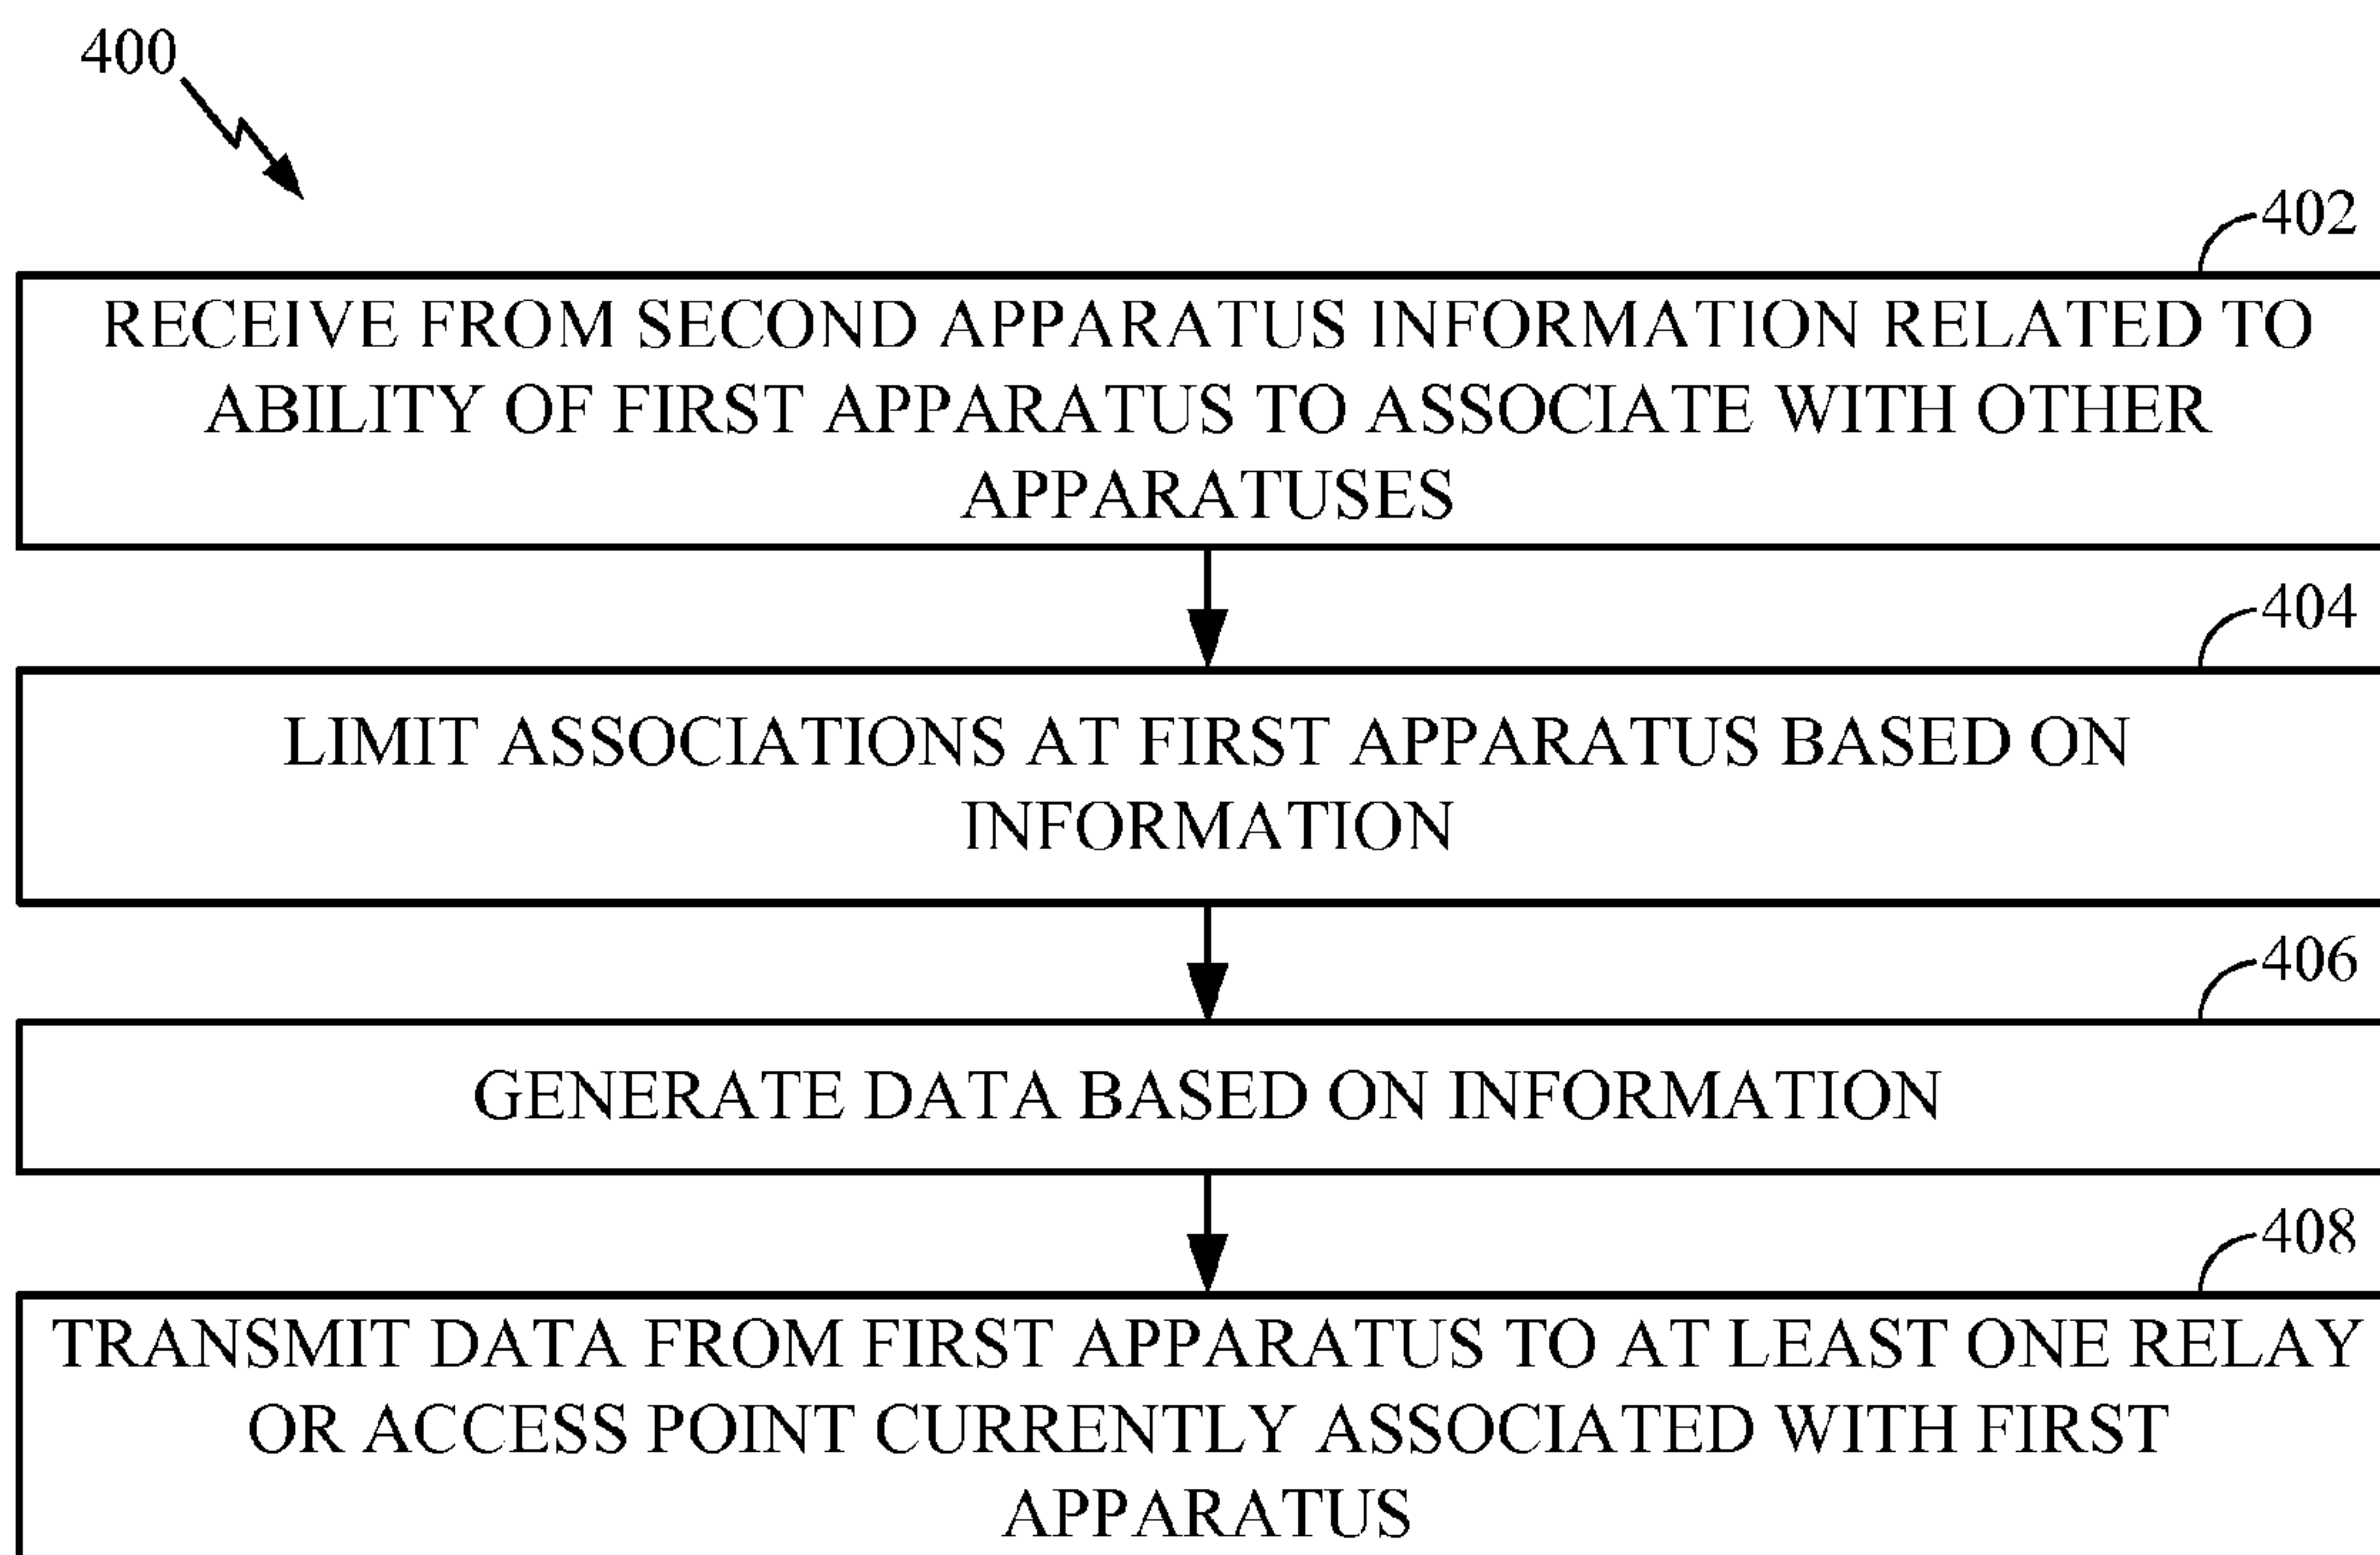 400
402
RECEIVE FROM SECOND APPARATUS INFORMATION RELATED TO
ABILITY OF FIRST APPARATUS TO ASSOCIATE WITH OTHER
APPARATUSES
404
LIMIT ASSOCIATIONS AT FIRST APPARATUS BASED ON
INFORMATION
406
GENERATE DATA BASED ON INFORMATION
408
TRANSMIT DATA FROM FIRST APPARATUS TO AT LEAST ONE RELAY
OR ACCESS POINT CURRENTLY ASSOCIATED WITH FIRST
APPARATUS